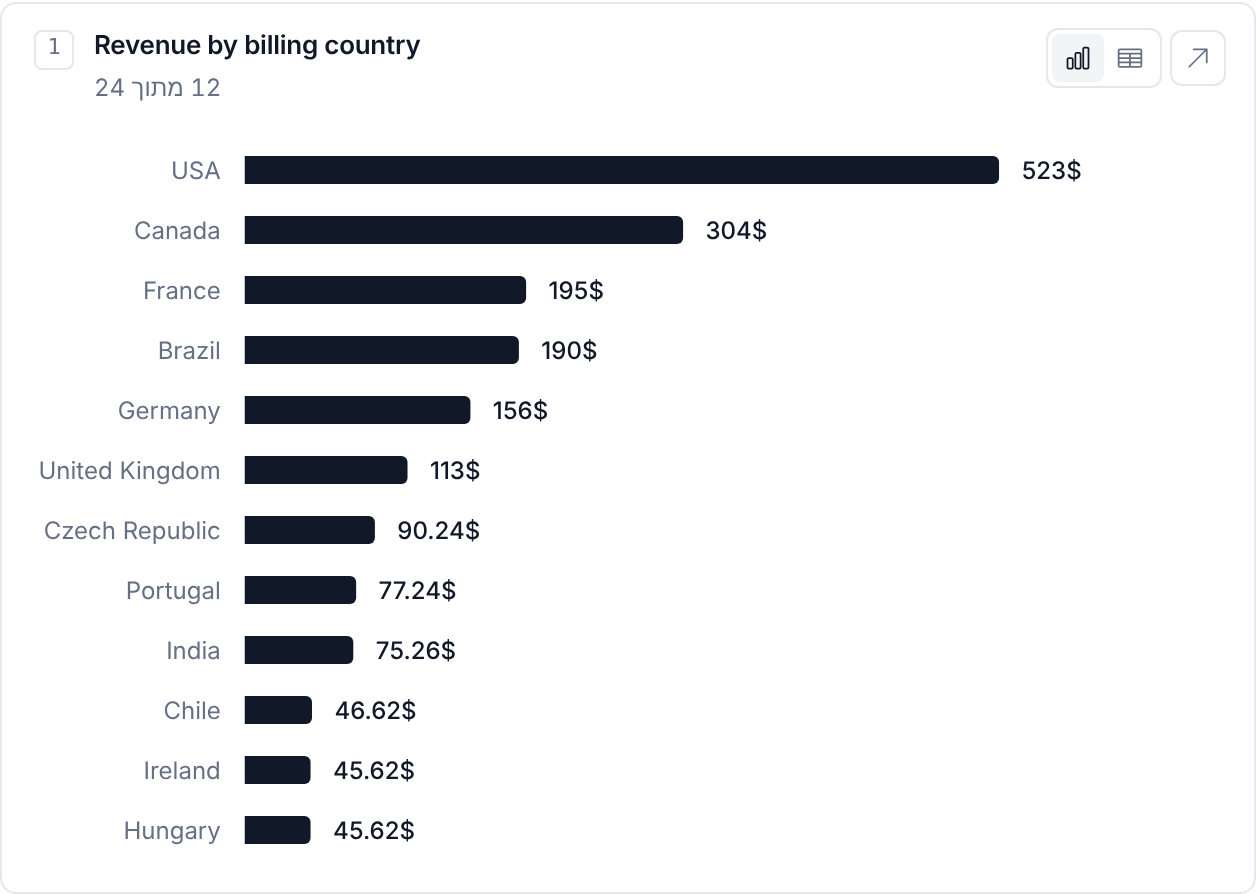 1
Revenue by billing country
12 מתוך 24
USA 523$
Canada 304$
France 195$
Brazil 190$
Germany 156$
United Kingdom 113$
Czech Republic 90.24$
Portugal 77.24$
India 75.26$
Chile 46.62$
Ireland 45.62$
Hungary 45.62$